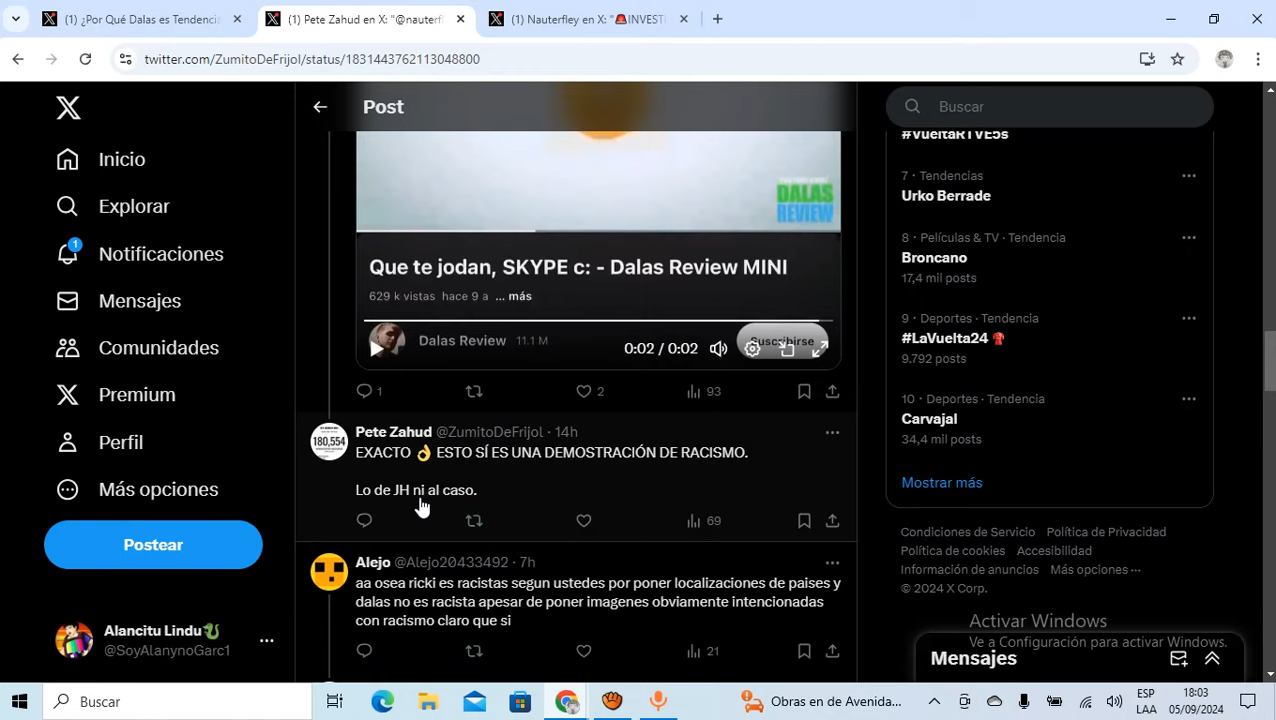 (1) ¿Por Qué Dalas es Tendencia
(1) Pete Zahud en X: "@nauterf
(1) Nauterfley en X: "🚨INVESTI
twitter.com/ZumitoDeFrijol/status/1831443762113048800
Post
Buscar
Inicio
Explorar
1
Notificaciones
Mensajes
Comunidades
Premium
Perfil
Más opciones
Postear
Alancitu Lindu🐉
@SoyAlanynoGarc1
DALAS
REVIEW
Que te jodan, SKYPE c: - Dalas Review MINI
629 k vistas hace 9 a ... más
Dalas Review 11.1 M
Suscribirse
0:02 / 0:02
1 2 93
180,554
Pete Zahud @ZumitoDeFrijol · 14h
EXACTO 👌 ESTO SÍ ES UNA DEMOSTRACIÓN DE RACISMO.
Lo de JH ni al caso.
69
Alejo @Alejo20433492 · 7h
aa osea ricki es racistas segun ustedes por poner localizaciones de paises y
dalas no es racista apesar de poner imagenes obviamente intencionadas
con racismo claro que si
21
#VueltaRTVE5s
7 · Tendencias
Urko Berrade
8 · Películas & TV · Tendencia
Broncano
17,4 mil posts
9 · Deportes · Tendencia
#LaVuelta24
9.792 posts
10 · Deportes · Tendencia
Carvajal
34,4 mil posts
Mostrar más
Condiciones de Servicio Política de Privacidad
Política de cookies Accesibilidad
Información de anuncios Más opciones ···
© 2024 X Corp.
Activar Windows
Ve a Configuración para activar Windows.
Mensajes
Buscar
Obras en de Avenida...
ESP
LAA
18:03
05/09/2024